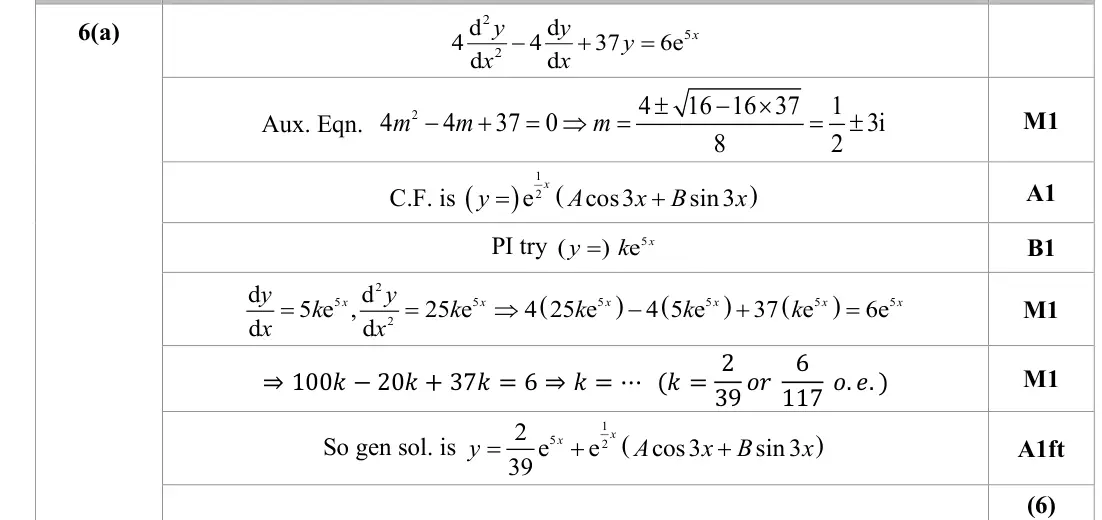 6(a)
4 d²y/dx² − 4 dy/dx + 37y = 6e^(5x)
Aux. Eqn. 4m² − 4m + 37 = 0 ⇒ m = (4 ± √(16 − 16 × 37))/8 = 1/2 ± 3i M1
C.F. is (y =) e^(1/2 x) (A cos 3x + B sin 3x) A1
PI try (y =) ke^(5x) B1
dy/dx = 5ke^(5x), d²y/dx² = 25ke^(5x) ⇒ 4(25ke^(5x)) − 4(5ke^(5x)) + 37(ke^(5x)) = 6e^(5x) M1
⇒ 100k − 20k + 37k = 6 ⇒ k = ⋯ (k = 2/39 or 6/117 o.e.) M1
So gen sol. is y = 2/39 e^(5x) + e^(1/2 x) (A cos 3x + B sin 3x) A1ft
(6)